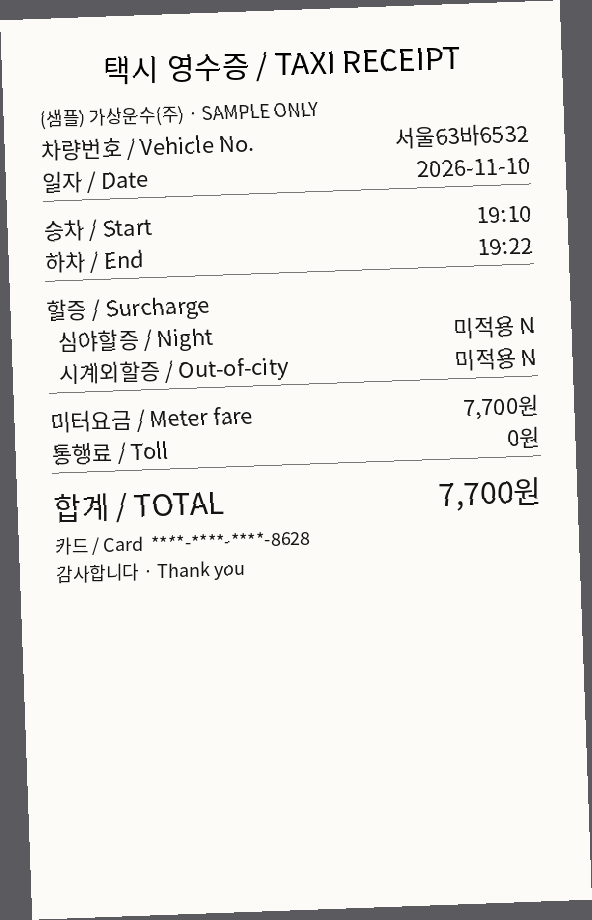 택시 영수증 / TAXI RECEIPT
(샘플) 가상운수(주) · SAMPLE ONLY
차량번호 / Vehicle No. 서울63바6532
일자 / Date 2026-11-10
승차 / Start 19:10
하차 / End 19:22
할증 / Surcharge
심야할증 / Night 미적용 N
시계외할증 / Out-of-city 미적용 N
미터요금 / Meter fare 7,700원
통행료 / Toll 0원
합계 / TOTAL 7,700원
카드 / Card ****-****-****-8628
감사합니다 · Thank you